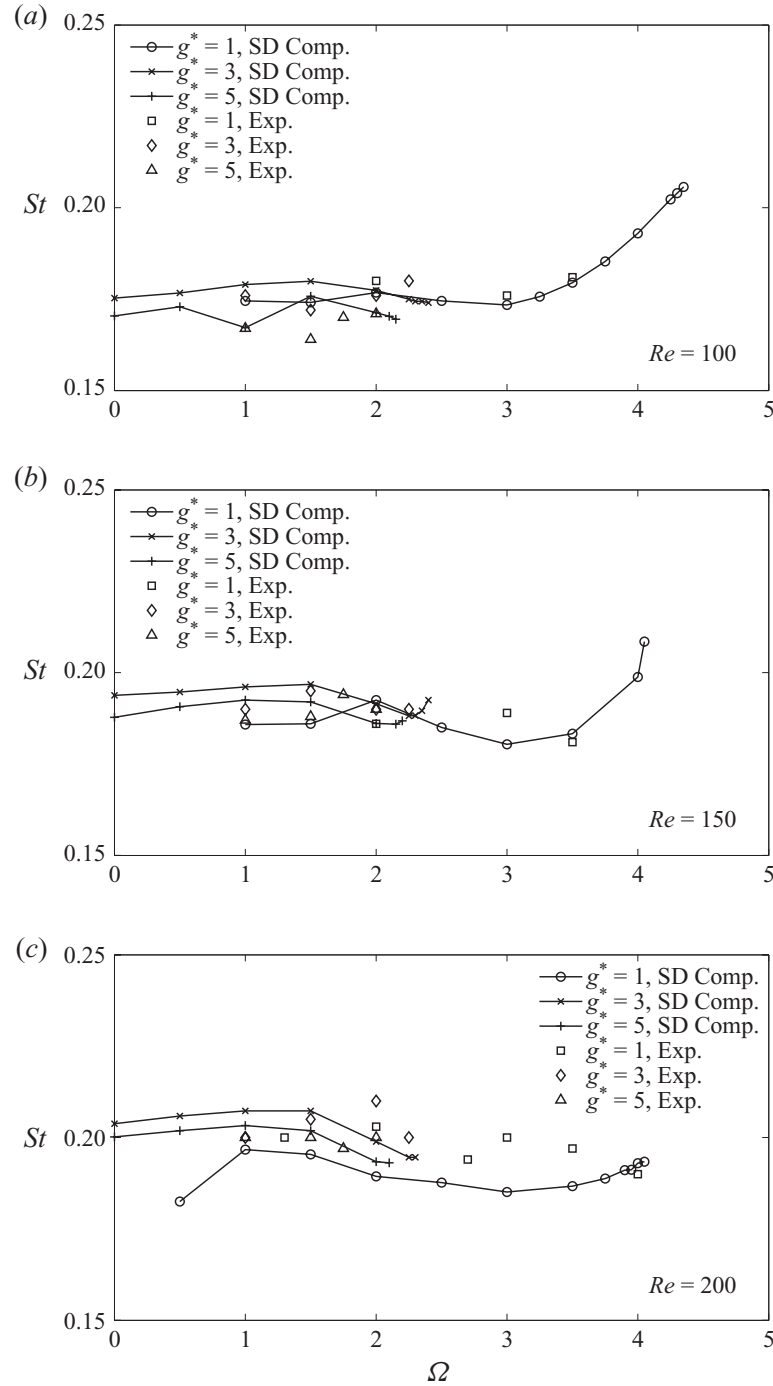 (a)
0.25
g* = 1, SD Comp.
g* = 3, SD Comp.
g* = 5, SD Comp.
g* = 1, Exp.
g* = 3, Exp.
g* = 5, Exp.
St 0.20
Re = 100
0.15
0 1 2 3 4 5
(b)
0.25
g* = 1, SD Comp.
g* = 3, SD Comp.
g* = 5, SD Comp.
g* = 1, Exp.
g* = 3, Exp.
g* = 5, Exp.
St 0.20
Re = 150
0.15
0 1 2 3 4 5
(c)
0.25
g* = 1, SD Comp.
g* = 3, SD Comp.
g* = 5, SD Comp.
g* = 1, Exp.
g* = 3, Exp.
g* = 5, Exp.
St 0.20
Re = 200
0.15
0 1 2 3 4 5
Ω